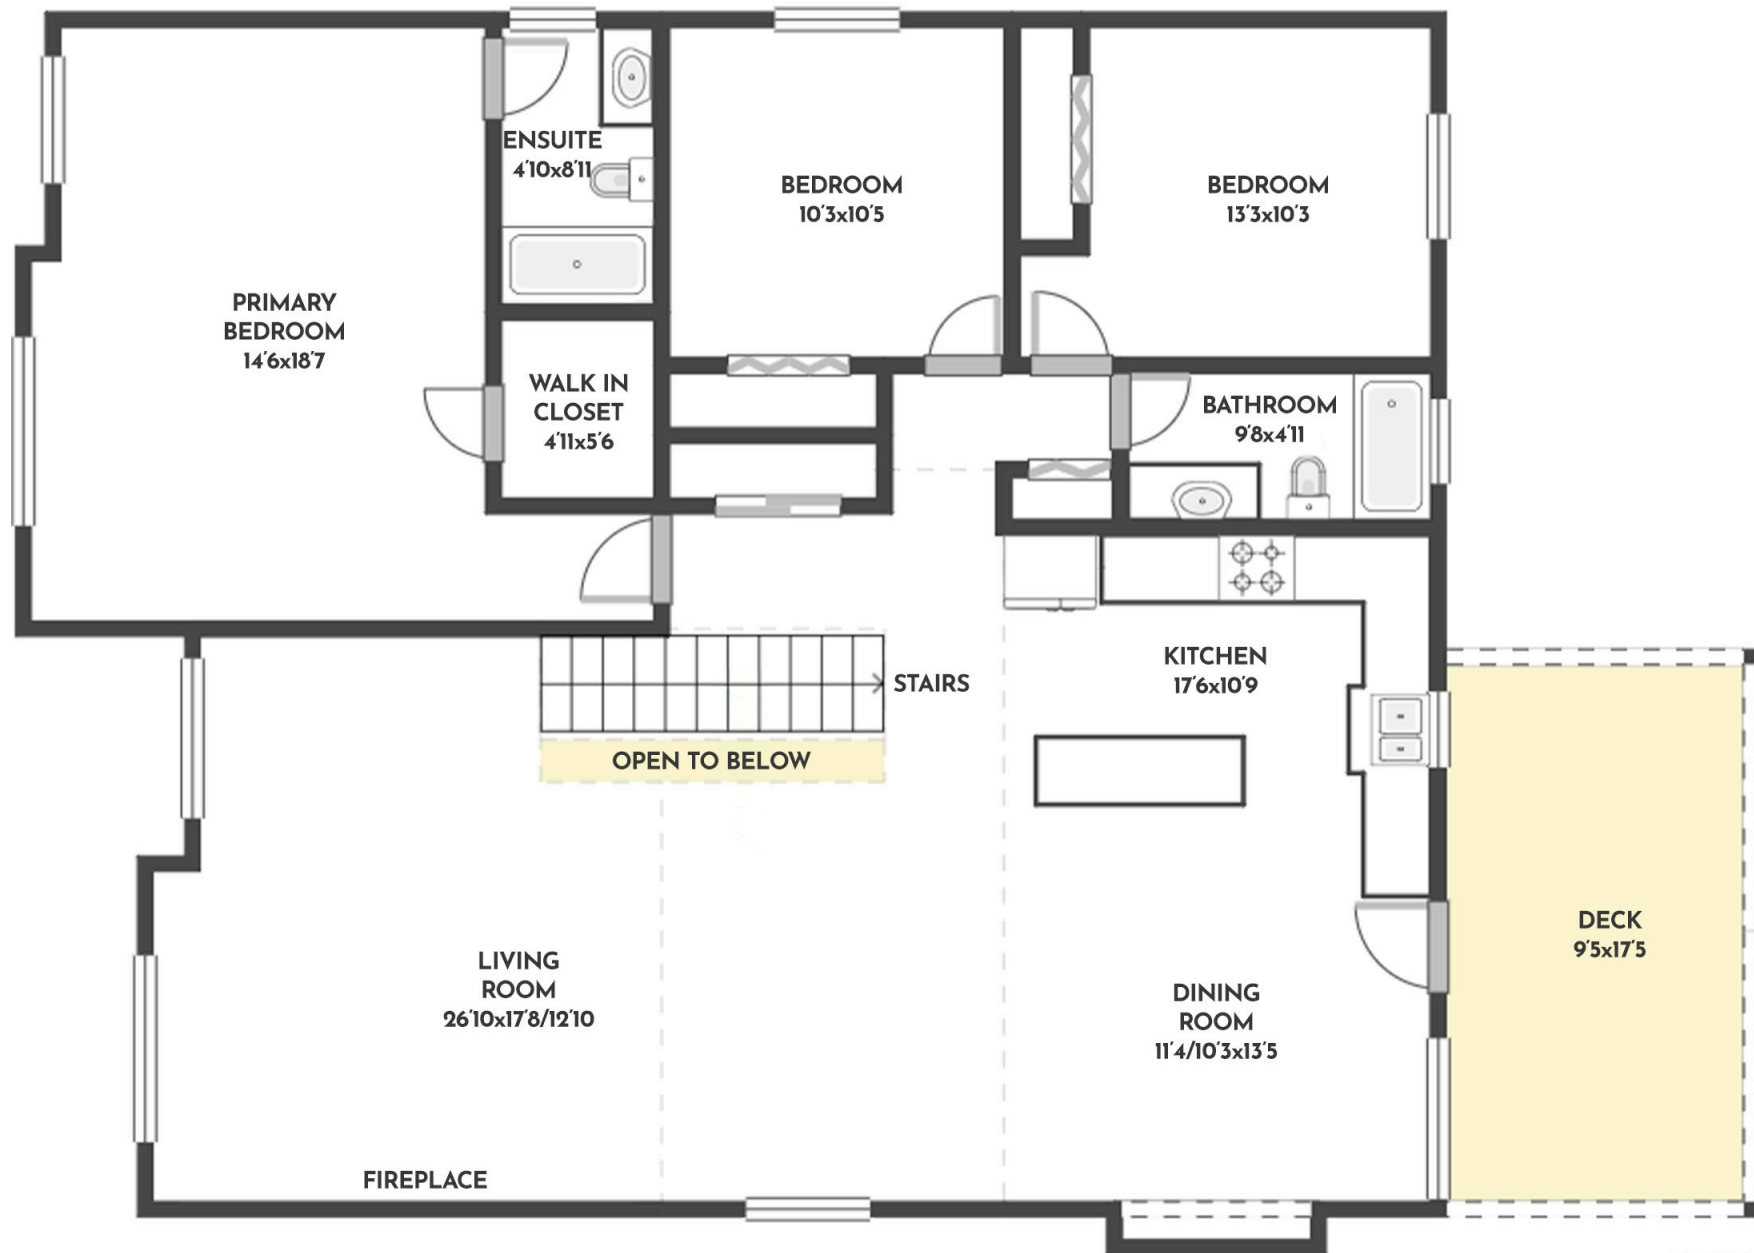 ENSUITE
4'10x8'11
BEDROOM
10'3x10'5
BEDROOM
13'3x10'3
PRIMARY
BEDROOM
14'6x18'7
WALK IN
CLOSET
4'11x5'6
BATHROOM
9'8x4'11
STAIRS
OPEN TO BELOW
KITCHEN
17'6x10'9
LIVING
ROOM
26'10x17'8/12'10
DINING
ROOM
11'4/10'3x13'5
DECK
9'5x17'5
FIREPLACE